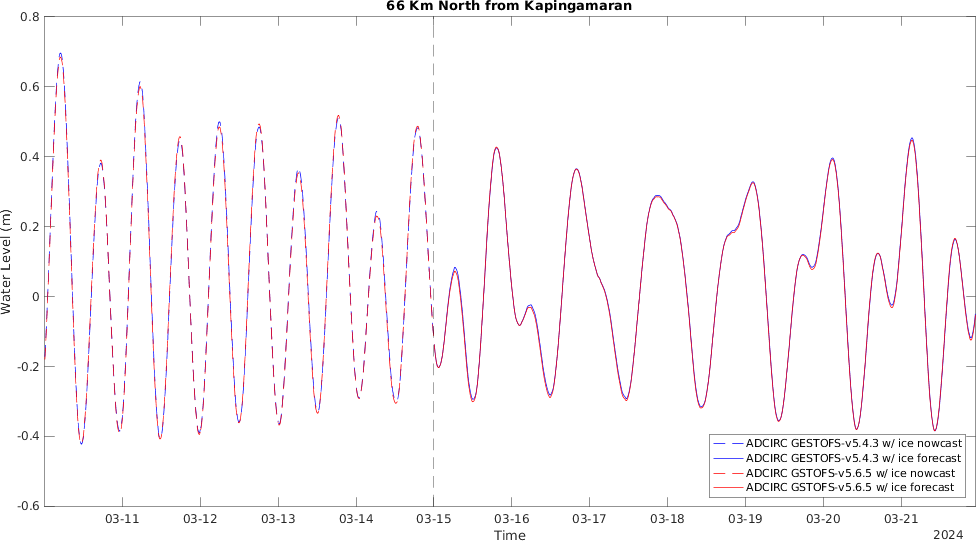 66 Km North from Kapingamaran
0.8
0.6
0.4
0.2
0
-0.2
-0.4
-0.6
Water Level (m)
ADCIRC GESTOFS-v5.4.3 w/ ice nowcast
ADCIRC GESTOFS-v5.4.3 w/ ice forecast
ADCIRC GSTOFS-v5.6.5 w/ ice nowcast
ADCIRC GSTOFS-v5.6.5 w/ ice forecast
03-11 03-12 03-13 03-14 03-15 03-16 03-17 03-18 03-19 03-20 03-21
Time
2024